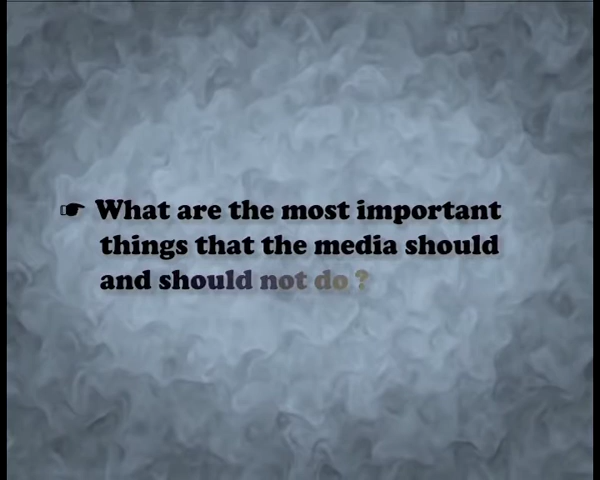 ☛ What are the most important
things that the media should
and should not do ?